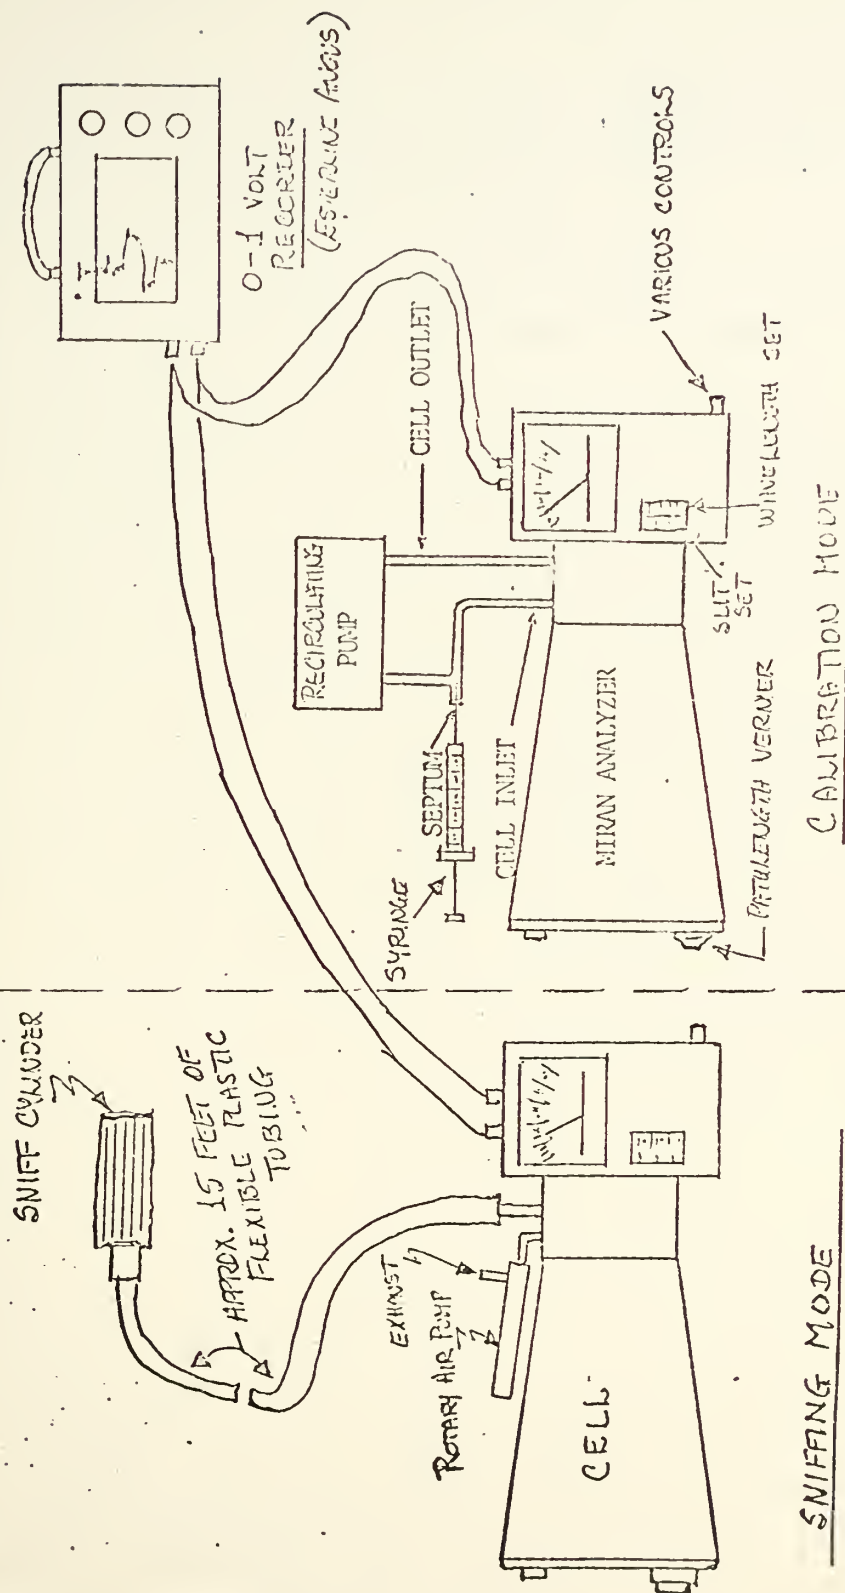 SNIFF CYLINDER
APPROX. 15 FEET OF
FLEXIBLE PLASTIC
TUBING
EXHAUST
ROTARY AIR PUMP
CELL
SNIFFING MODE
0-1 VOLT
RECORDER
(ESTERLINE ANGUS)
RECIRCULATING
PUMP
CELL OUTLET
SYRINGE
SEPTUM
CELL INLET
MIRAN ANALYZER
VARIOUS CONTROLS
WAVELENGTH SET
SLIT
SET
PATHLENGTH VERNIER
CALIBRATION MODE